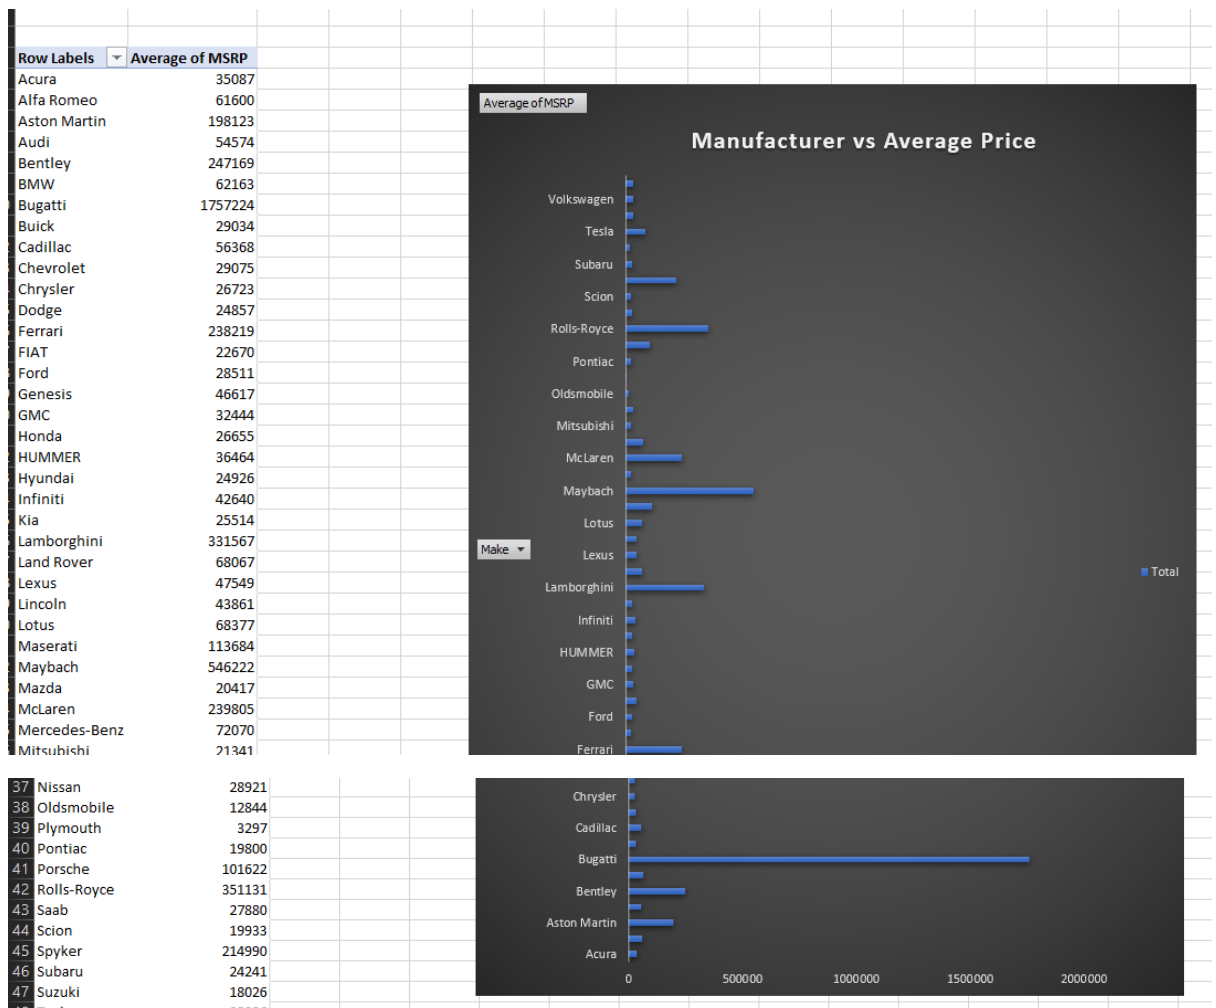 Row Labels Average of MSRP
Acura 35087
Alfa Romeo 61600
Aston Martin 198123
Audi 54574
Bentley 247169
BMW 62163
Bugatti 1757224
Buick 29034
Cadillac 56368
Chevrolet 29075
Chrysler 26723
Dodge 24857
Ferrari 238219
FIAT 22670
Ford 28511
Genesis 46617
GMC 32444
Honda 26655
HUMMER 36464
Hyundai 24926
Infiniti 42640
Kia 25514
Lamborghini 331567
Land Rover 68067
Lexus 47549
Lincoln 43861
Lotus 68377
Maserati 113684
Maybach 546222
Mazda 20417
McLaren 239805
Mercedes-Benz 72070
Mitsubishi 21341
Average of MSRP
Manufacturer vs Average Price
Volkswagen
Tesla
Subaru
Scion
Rolls-Royce
Pontiac
Oldsmobile
Mitsubishi
McLaren
Maybach
Lotus
Make
Lexus
Total
Lamborghini
Infiniti
HUMMER
GMC
Ford
Ferrari
37 Nissan 28921
38 Oldsmobile 12844
39 Plymouth 3297
40 Pontiac 19800
41 Porsche 101622
42 Rolls-Royce 351131
43 Saab 27880
44 Scion 19933
45 Spyker 214990
46 Subaru 24241
47 Suzuki 18026
Chrysler
Cadillac
Bugatti
Bentley
Aston Martin
Acura
0 500000 1000000 1500000 2000000